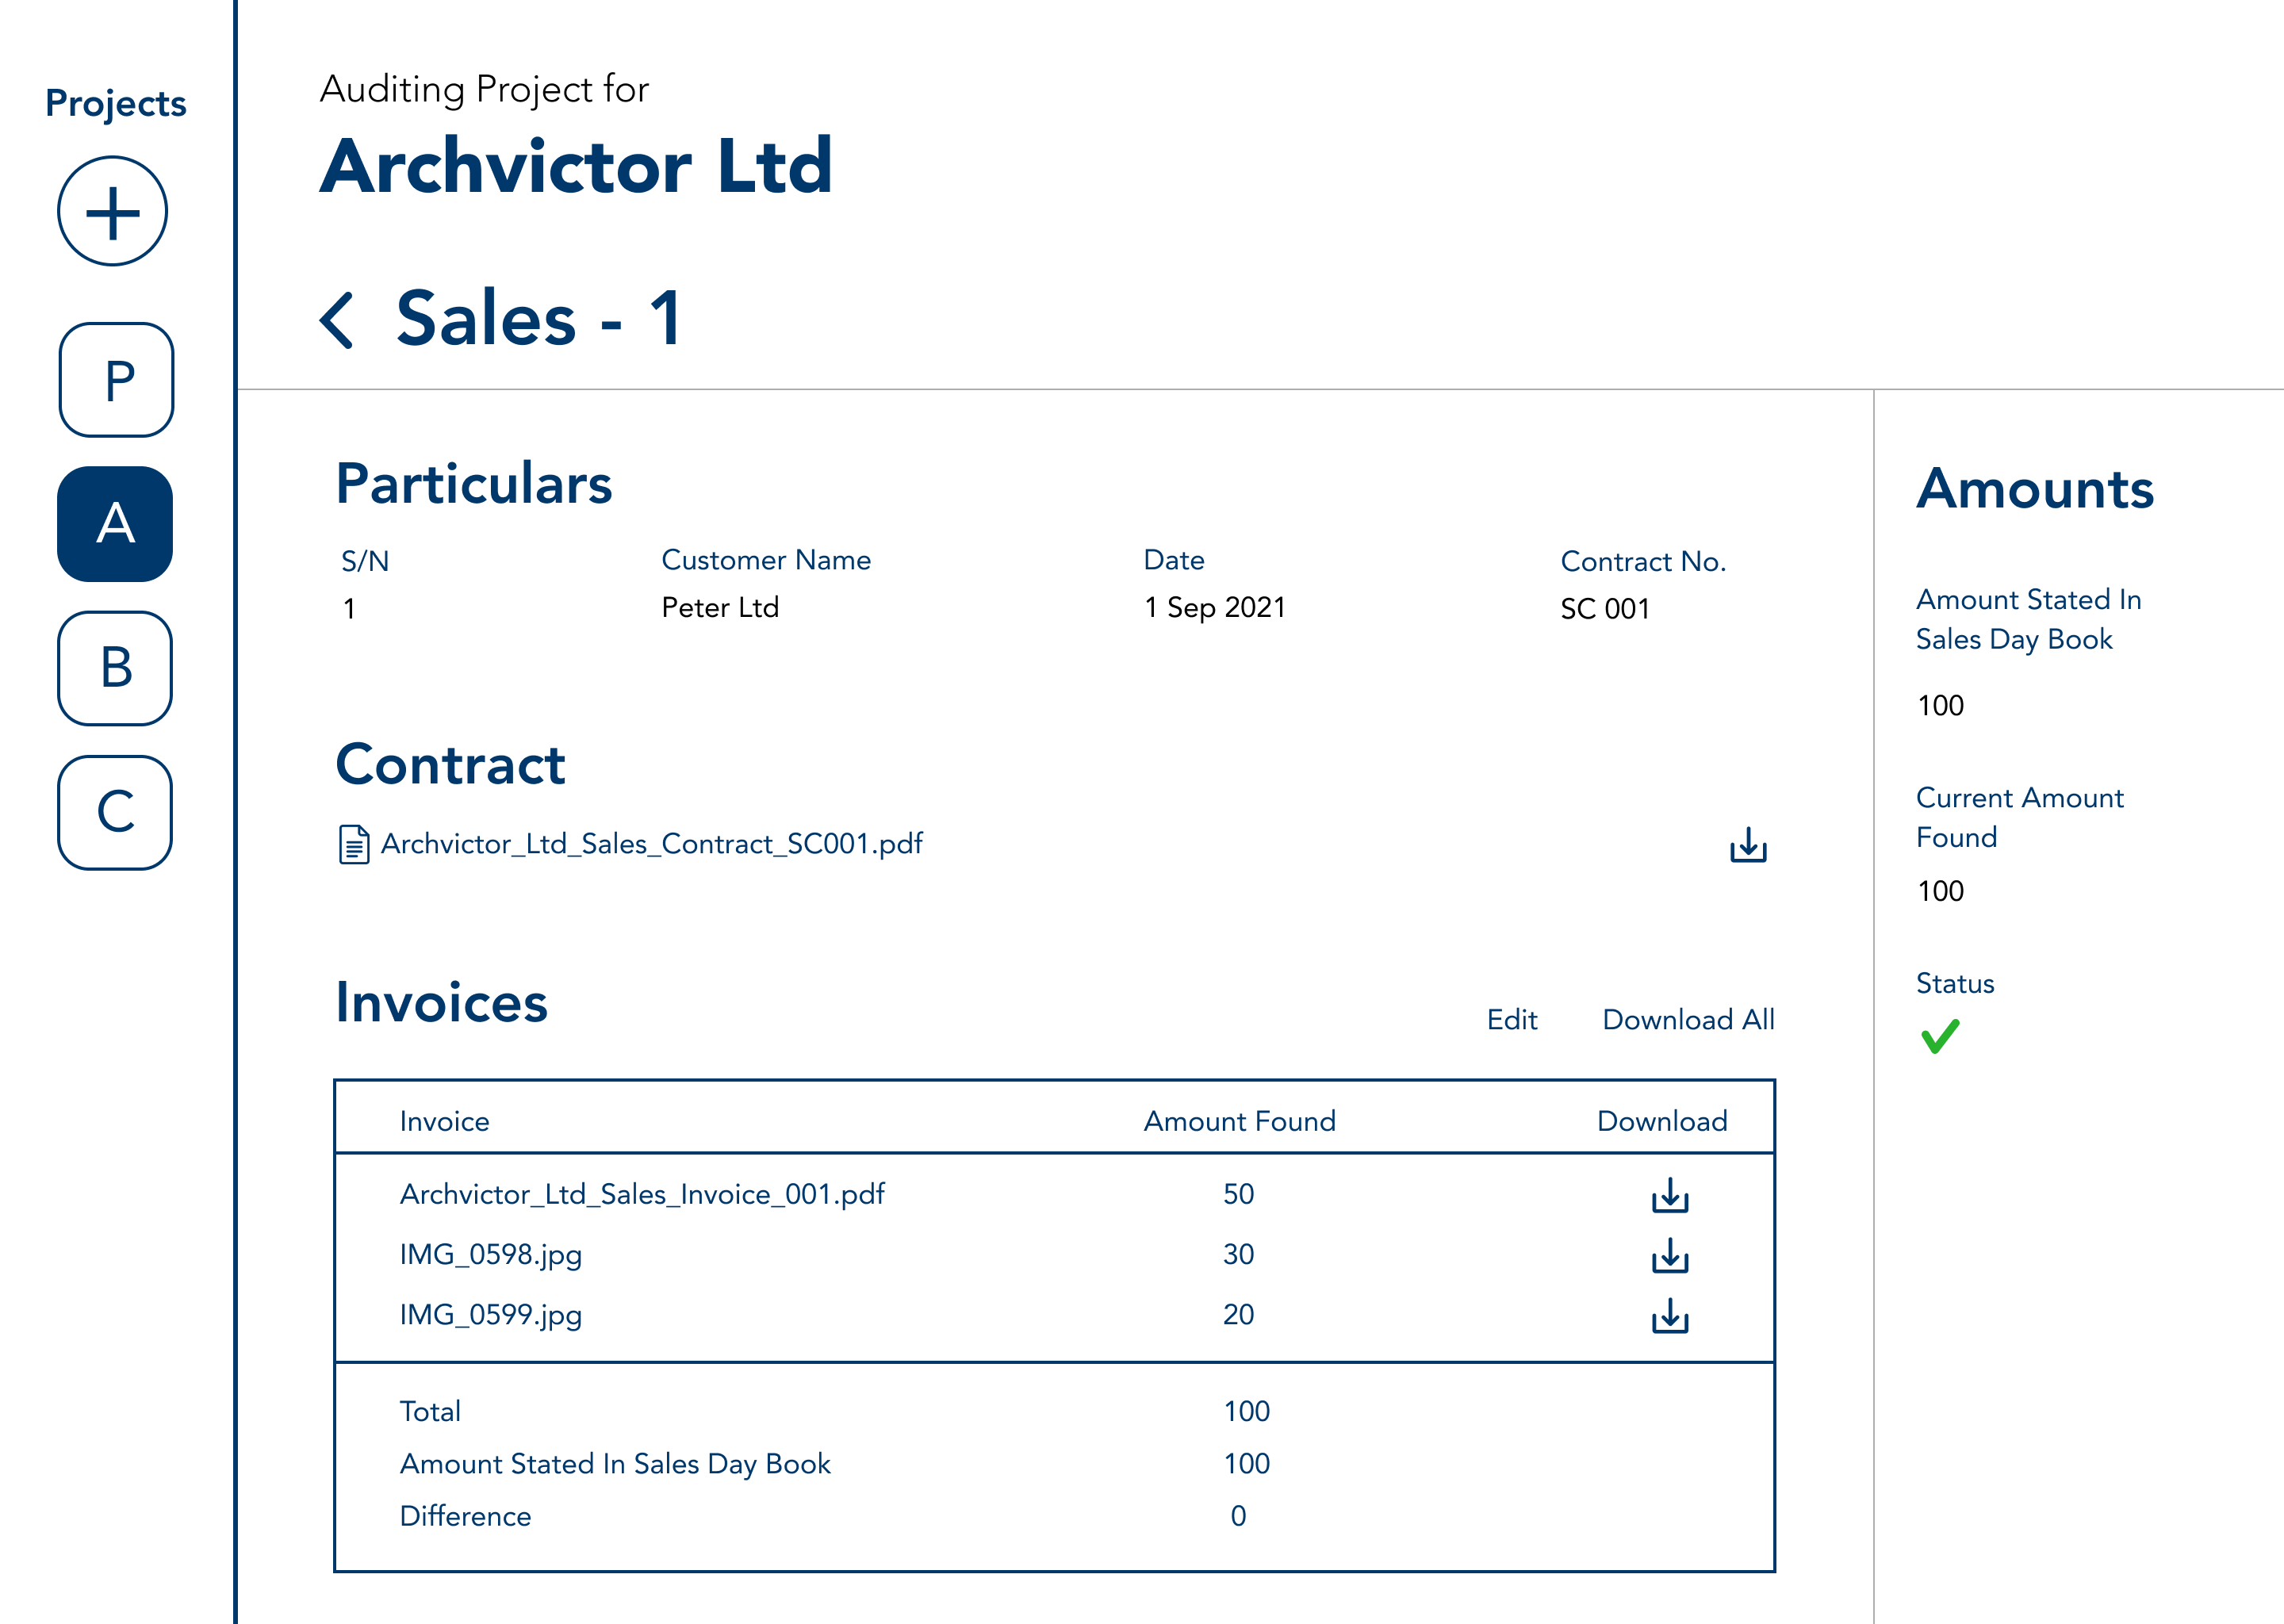 Projects
P
A
B
C
Auditing Project for
Archvictor Ltd
Sales - 1
Particulars
S/N Customer Name Date Contract No.
1 Peter Ltd 1 Sep 2021 SC 001
Contract
Archvictor_Ltd_Sales_Contract_SC001.pdf
Invoices
Edit Download All
Invoice Amount Found Download
Archvictor_Ltd_Sales_Invoice_001.pdf 50
IMG_0598.jpg 30
IMG_0599.jpg 20
Total 100
Amount Stated In Sales Day Book 100
Difference 0
Amounts
Amount Stated In
Sales Day Book
100
Current Amount
Found
100
Status